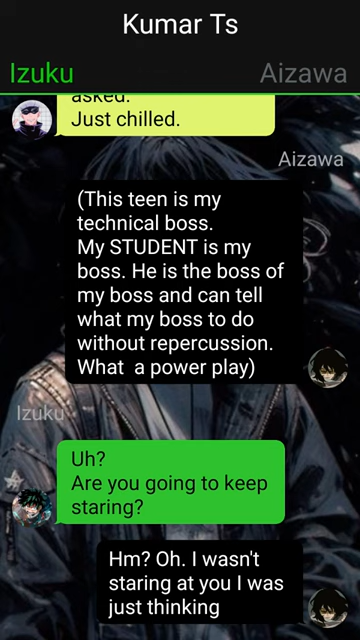 Kumar Ts
Izuku
Aizawa
asked.
Just chilled.
Aizawa
(This teen is my
technical boss.
My STUDENT is my
boss. He is the boss of
my boss and can tell
what my boss to do
without repercussion.
What  a power play)
Izuku
Uh?
Are you going to keep
staring?
Hm? Oh. I wasn't
staring at you I was
just thinking